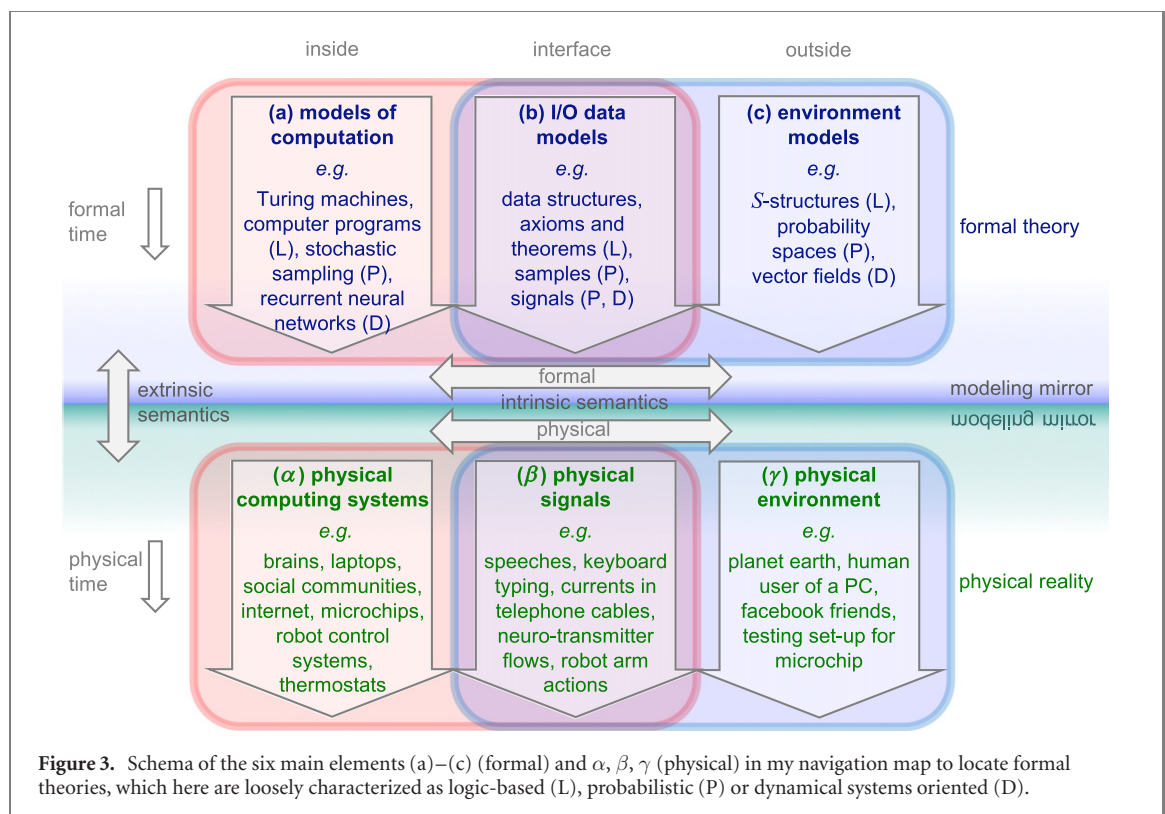 inside
interface
outside
(a) models of
computation
e.g.
Turing machines,
computer programs
(L), stochastic
sampling (P),
recurrent neural
networks (D)
(b) I/O data
models
e.g.
data structures,
axioms and
theorems (L),
samples (P),
signals (P, D)
(c) environment
models
e.g.
S-structures (L),
probability
spaces (P),
vector fields (D)
formal
time
formal theory
extrinsic
semantics
formal
intrinsic semantics
physical
modeling mirror
modeling mirror
(α) physical
computing systems
e.g.
brains, laptops,
social communities,
internet, microchips,
robot control
systems,
thermostats
(β) physical
signals
e.g.
speeches, keyboard
typing, currents in
telephone cables,
neuro-transmitter
flows, robot arm
actions
(γ) physical
environment
e.g.
planet earth, human
user of a PC,
facebook friends,
testing set-up for
microchip
physical
time
physical reality
Figure 3. Schema of the six main elements (a)–(c) (formal) and α, β, γ (physical) in my navigation map to locate formal
theories, which here are loosely characterized as logic-based (L), probabilistic (P) or dynamical systems oriented (D).